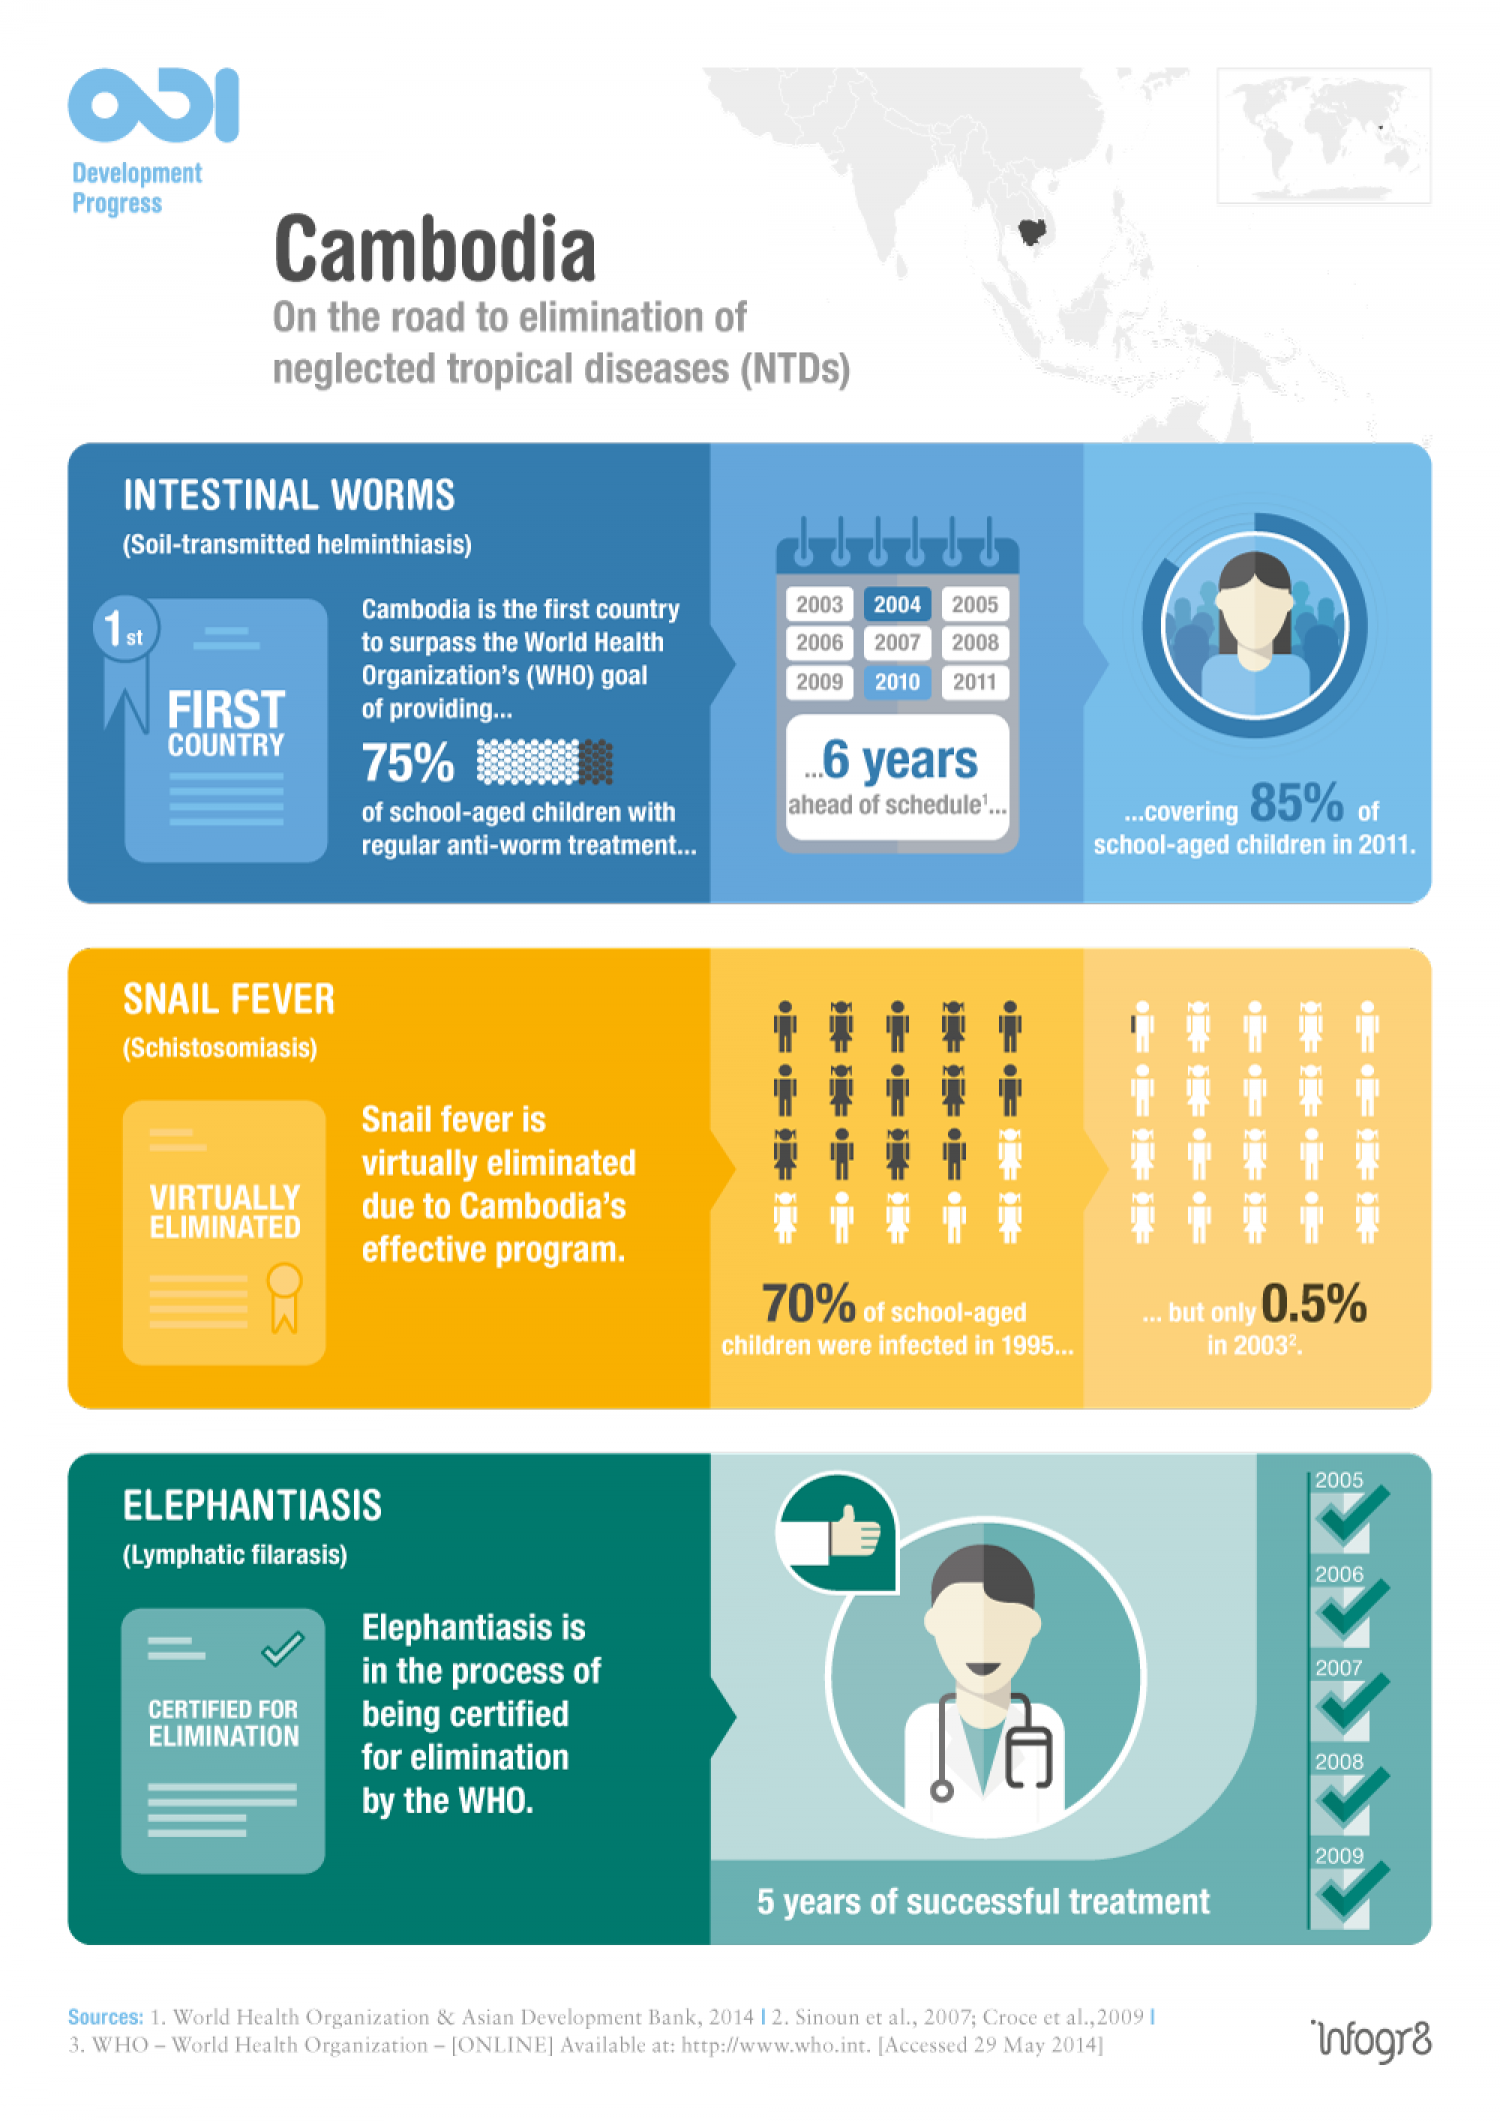 ODI
Development
Progress
Cambodia
On the road to elimination of
neglected tropical diseases (NTDs)
INTESTINAL WORMS
(Soil-transmitted helminthiasis)
1st
FIRST
COUNTRY
Cambodia is the first country
to surpass the World Health
Organization's (WHO) goal
of providing...
75%
of school-aged children with
regular anti-worm treatment...
2003 2004 2005
2006 2007 2008
2009 2010 2011
...6 years
ahead of schedule¹...
...covering 85% of
school-aged children in 2011.
SNAIL FEVER
(Schistosomiasis)
VIRTUALLY
ELIMINATED
Snail fever is
virtually eliminated
due to Cambodia's
effective program.
70% of school-aged
children were infected in 1995...
... but only 0.5%
in 2003².
ELEPHANTIASIS
(Lymphatic filarasis)
CERTIFIED FOR
ELIMINATION
Elephantiasis is
in the process of
being certified
for elimination
by the WHO.
5 years of successful treatment
2005
2006
2007
2008
2009
Sources: 1. World Health Organization & Asian Development Bank, 2014 | 2. Sinoun et al., 2007; Croce et al.,2009 |
3. WHO – World Health Organization – [ONLINE] Available at: http://www.who.int. [Accessed 29 May 2014]
infogr8